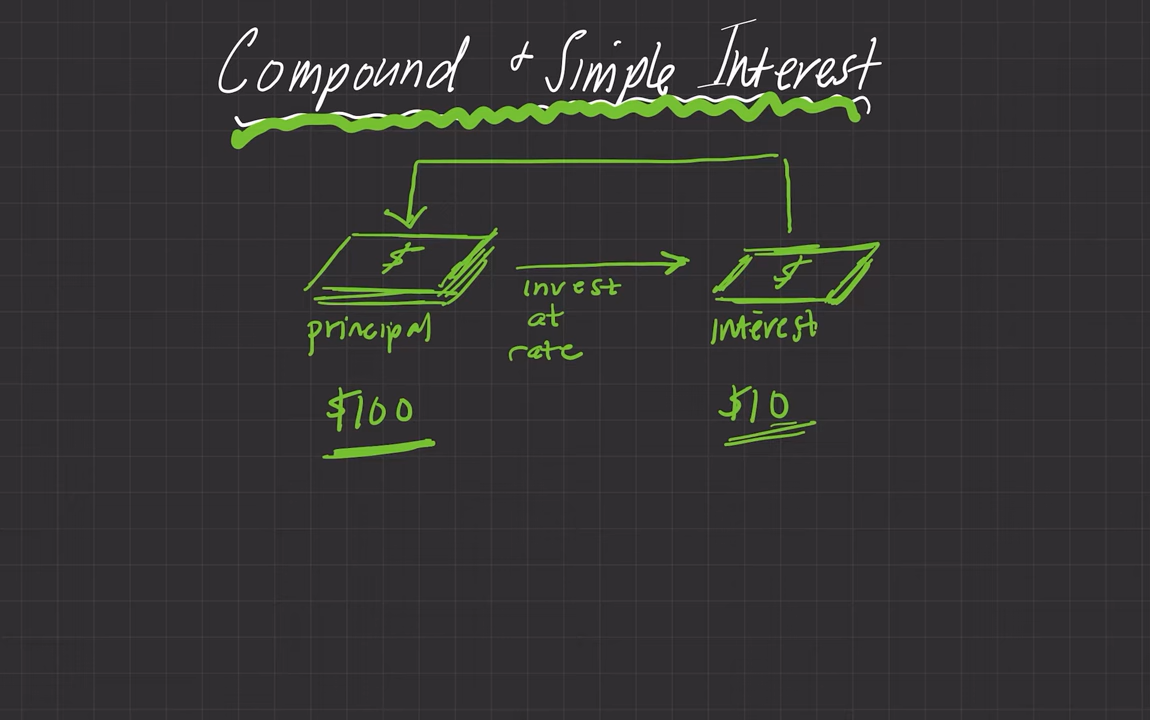 Compound & Simple Interest
$
$
invest
at
rate
principal
Interest
$100
$10